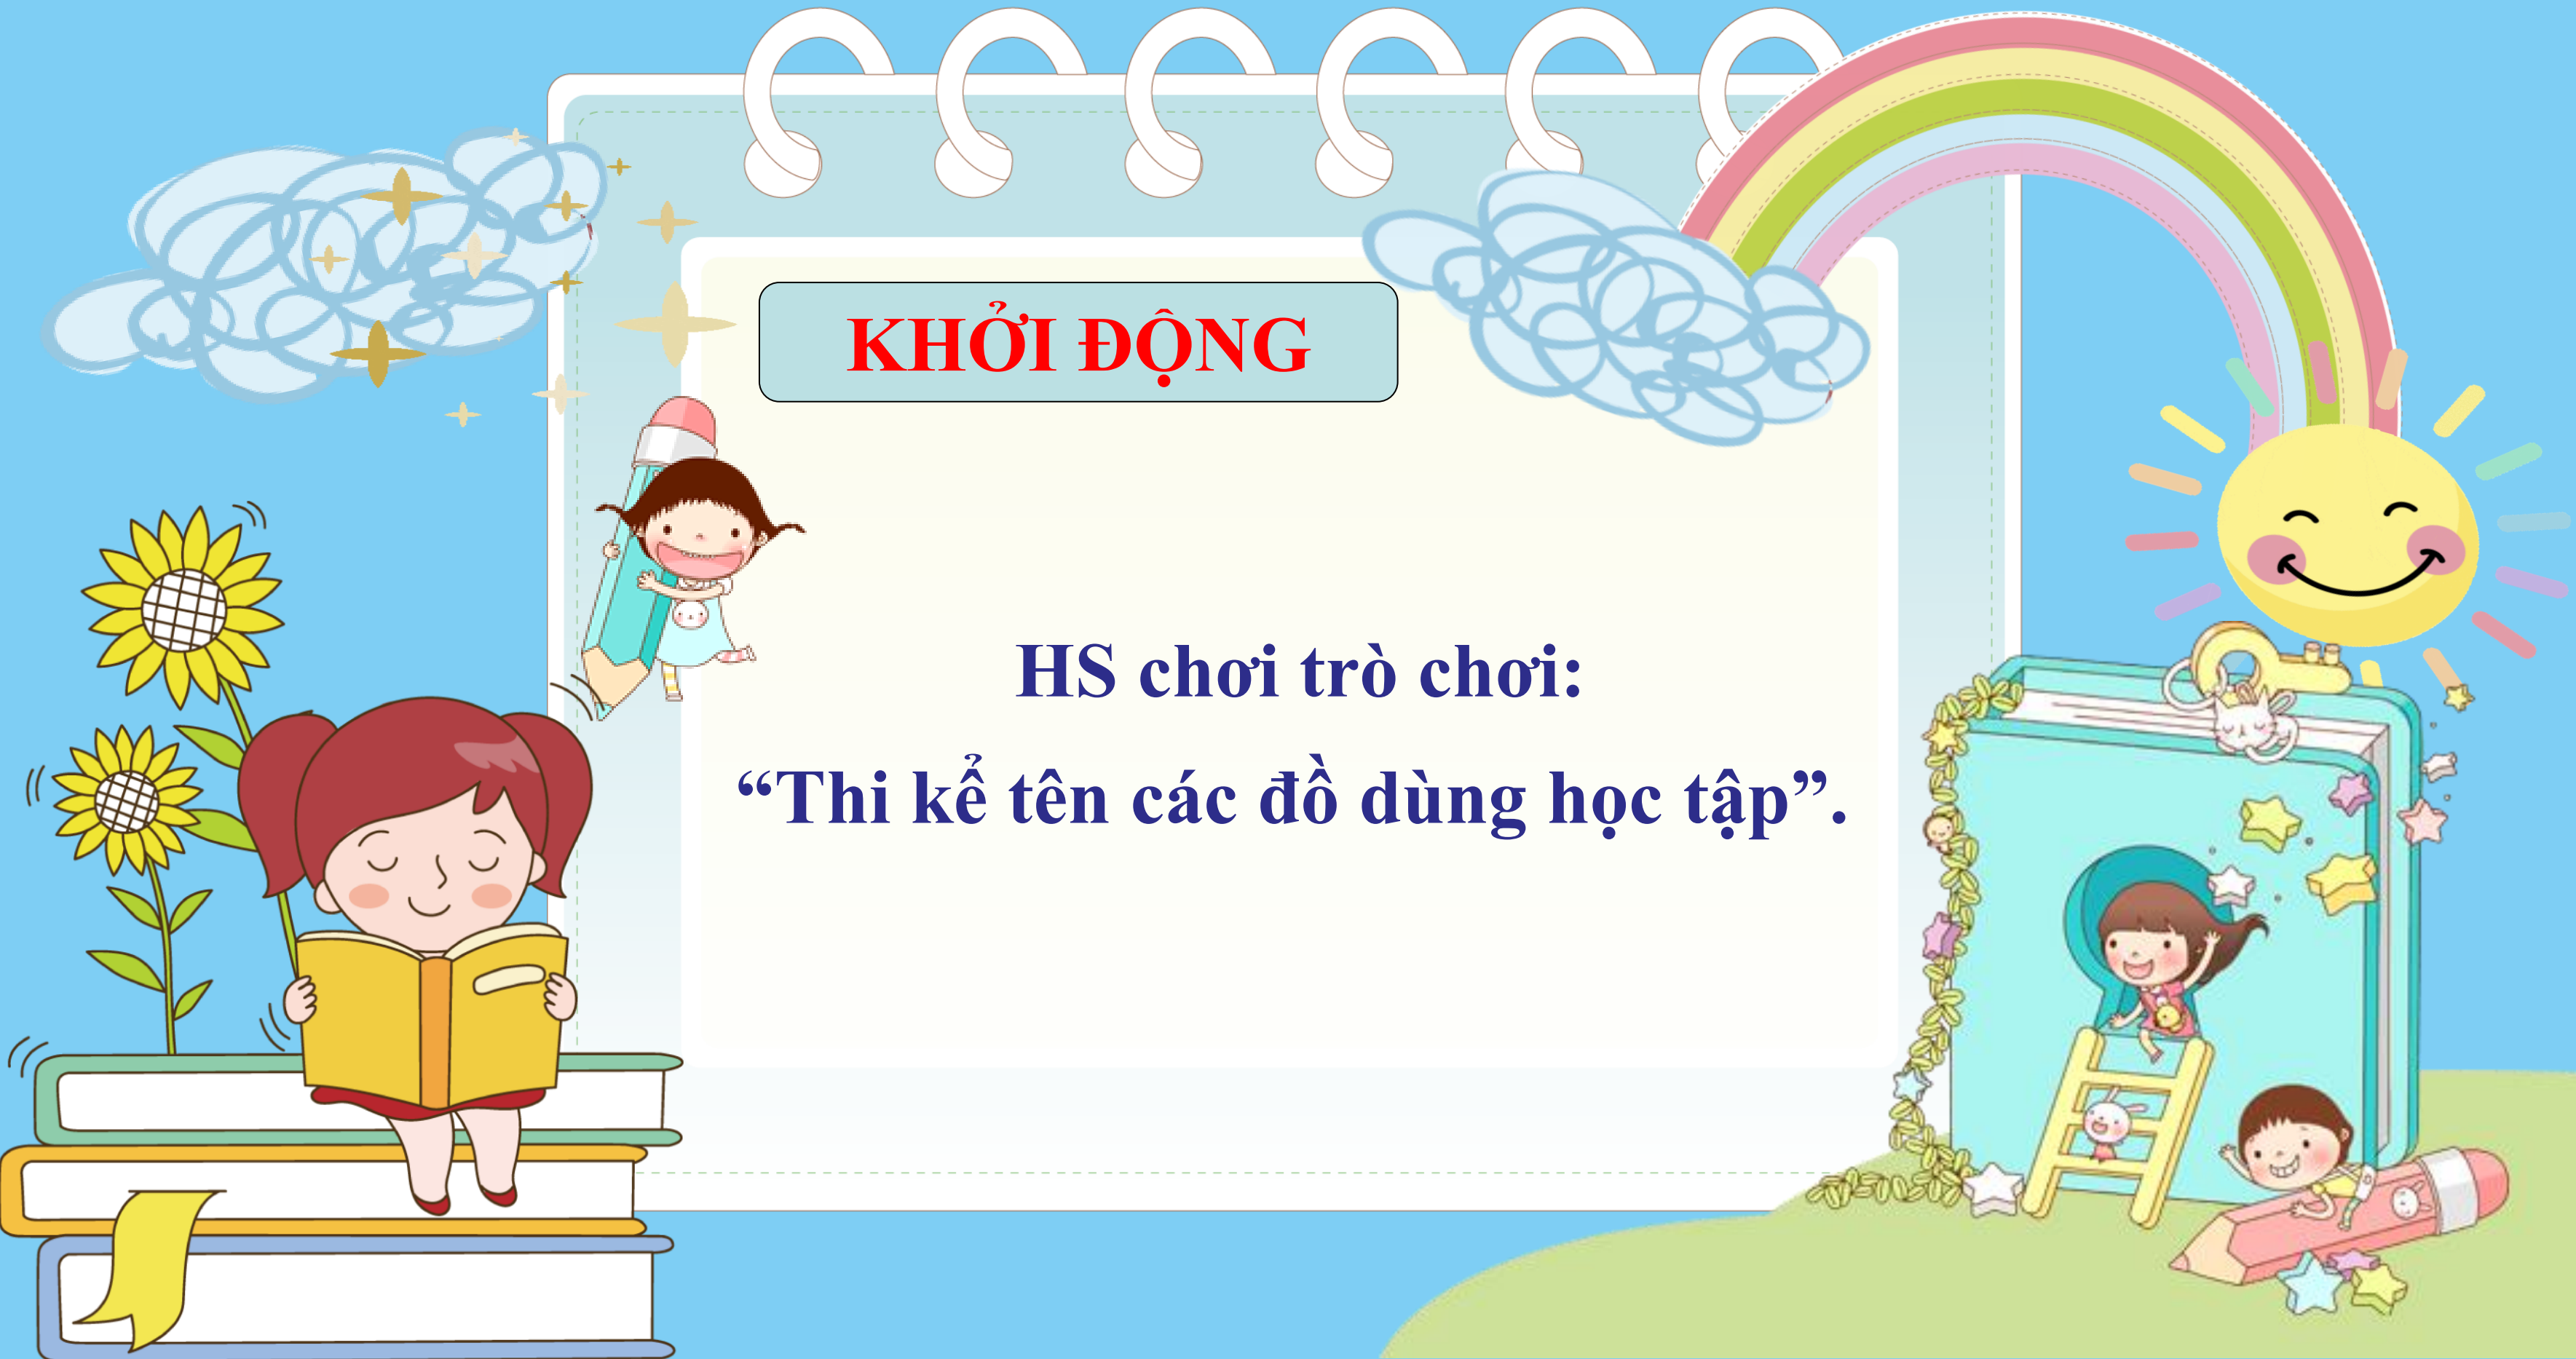 KHỞI ĐỘNG
HS chơi trò chơi:
“Thi kể tên các đồ dùng học tập”.